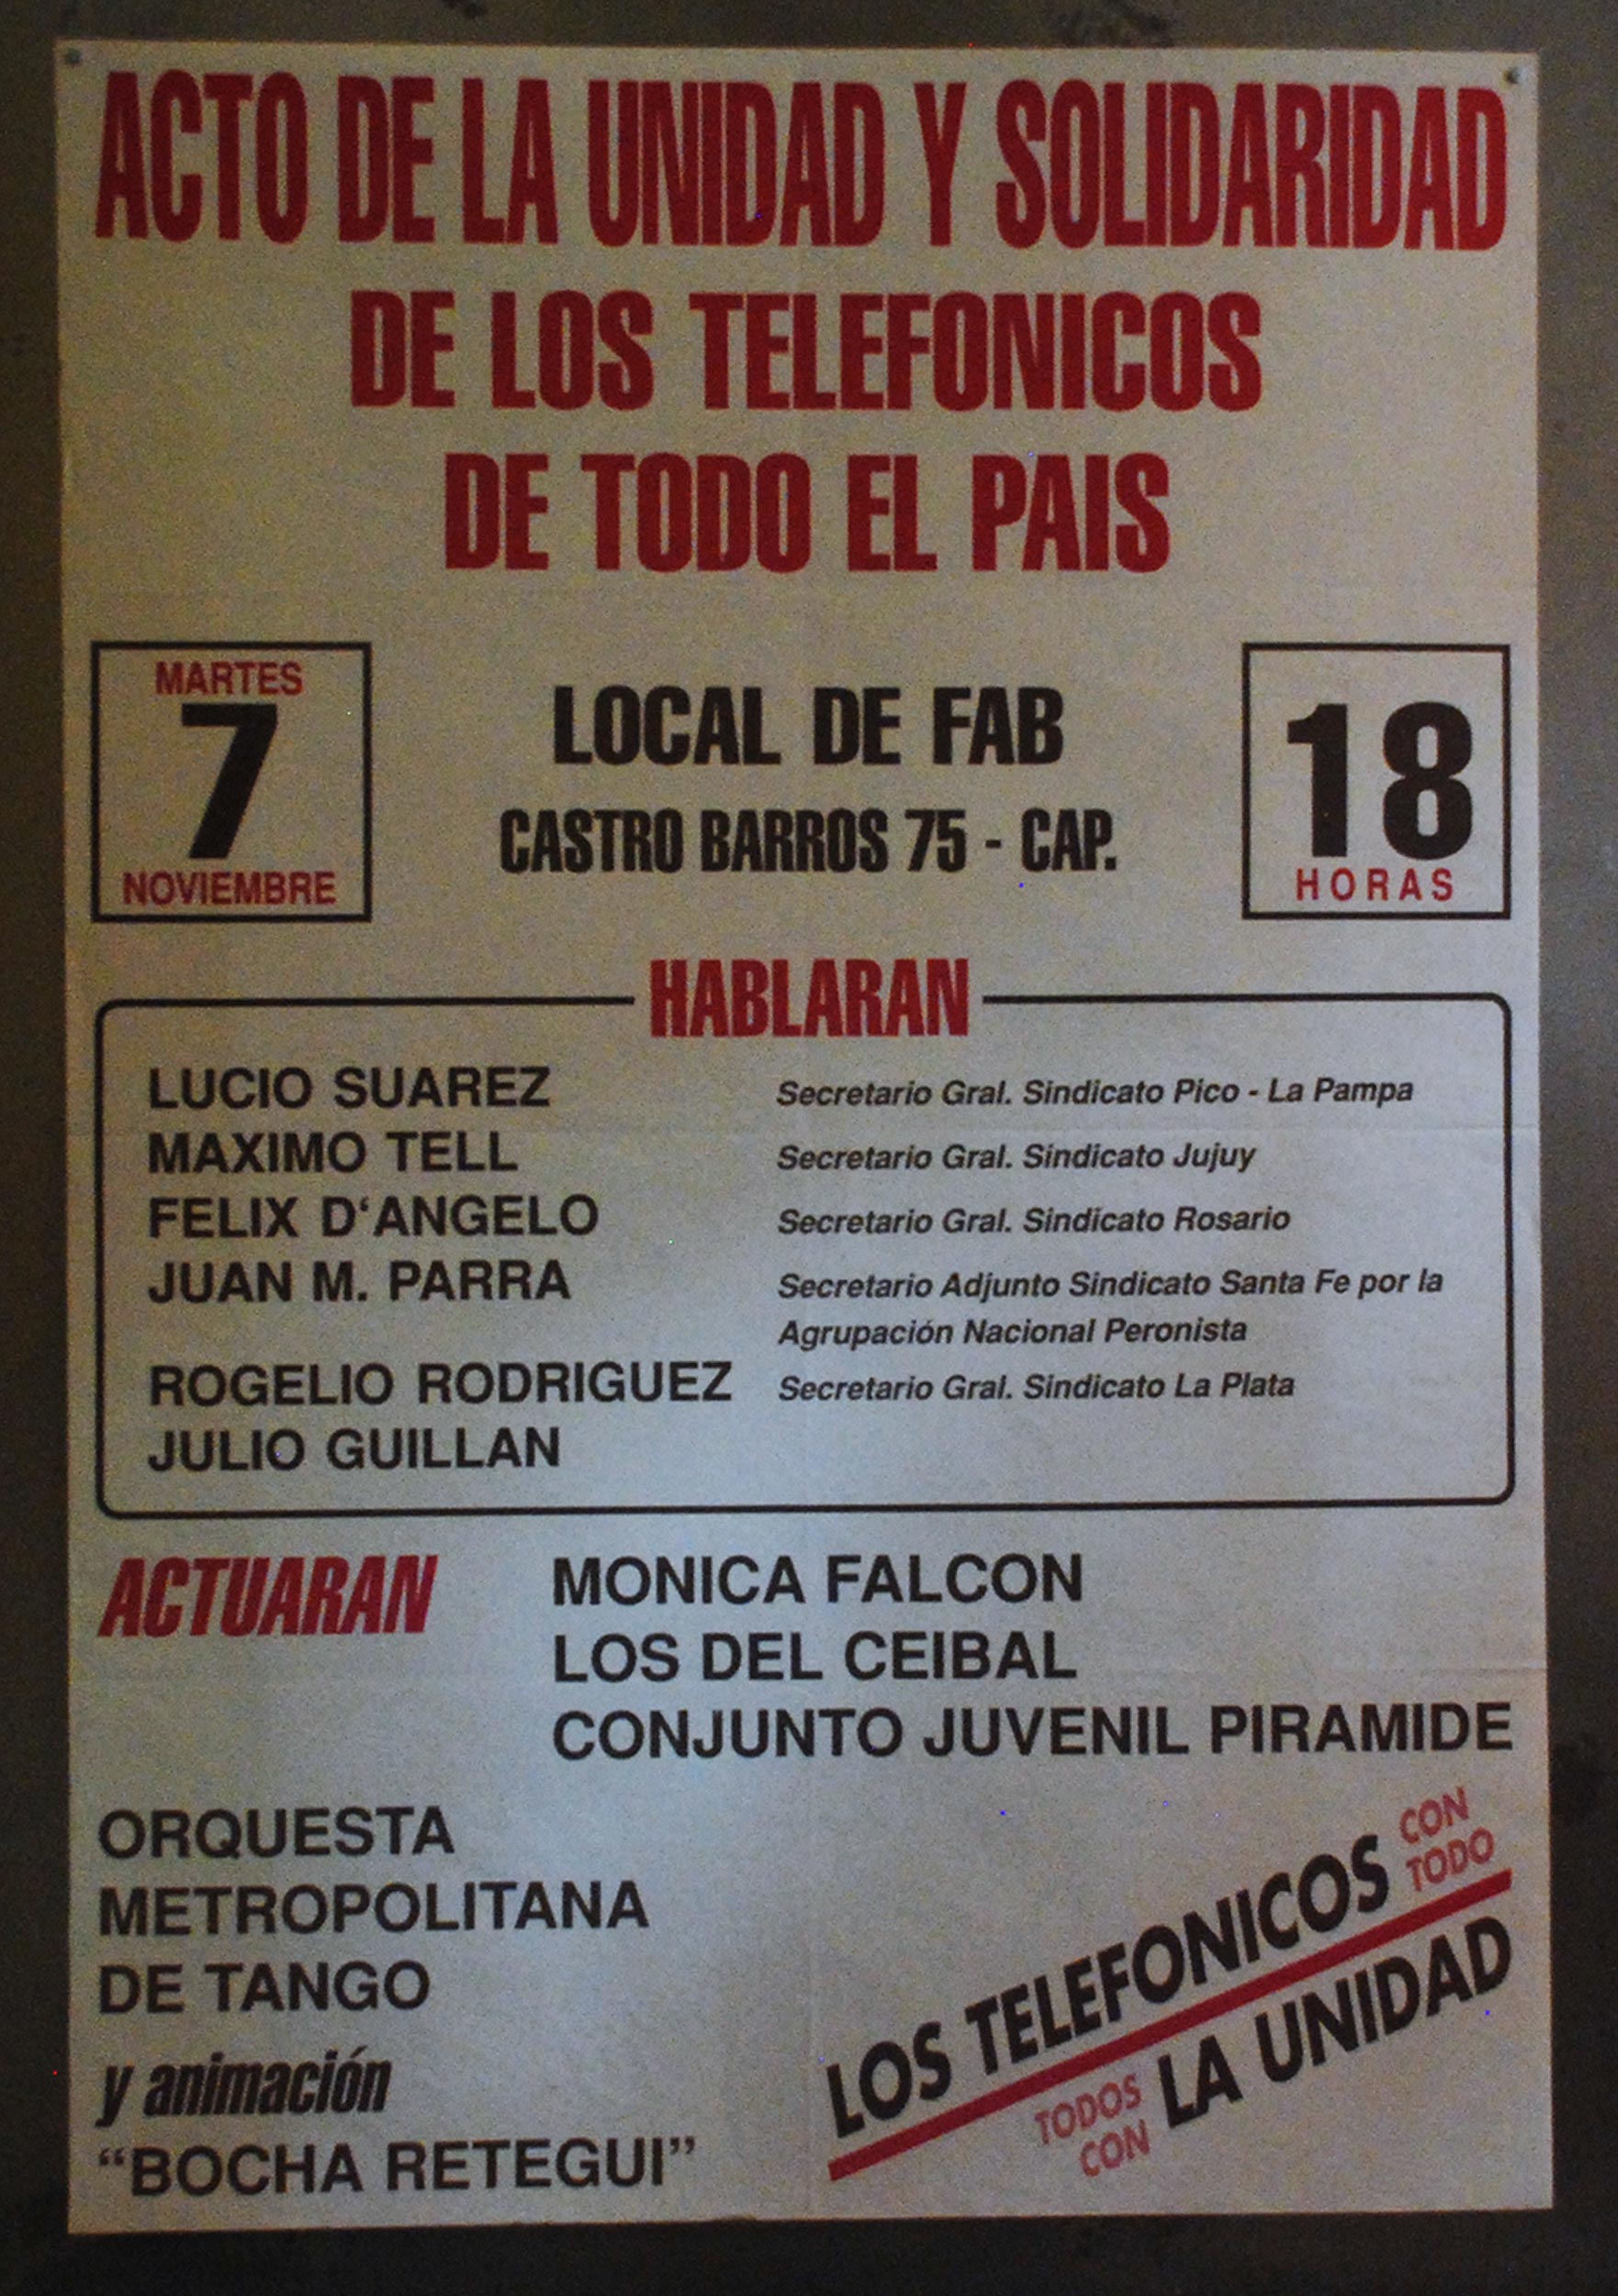 ACTO DE LA UNIDAD Y SOLIDARIDAD
DE LOS TELEFONICOS
DE TODO EL PAIS
MARTES
7
NOVIEMBRE
LOCAL DE FAB
CASTRO BARROS 75 - CAP.
18
HORAS
HABLARAN
LUCIO SUAREZ Secretario Gral. Sindicato Pico - La Pampa
MAXIMO TELL Secretario Gral. Sindicato Jujuy
FELIX D‘ANGELO Secretario Gral. Sindicato Rosario
JUAN M. PARRA Secretario Adjunto Sindicato Santa Fe por la
Agrupación Nacional Peronista
ROGELIO RODRIGUEZ Secretario Gral. Sindicato La Plata
JULIO GUILLAN
ACTUARAN
MONICA FALCON
LOS DEL CEIBAL
CONJUNTO JUVENIL PIRAMIDE
ORQUESTA
METROPOLITANA
DE TANGO
y animación
“BOCHA RETEGUI”
LOS TELEFONICOS
CON
TODO
TODOS
CON
LA UNIDAD